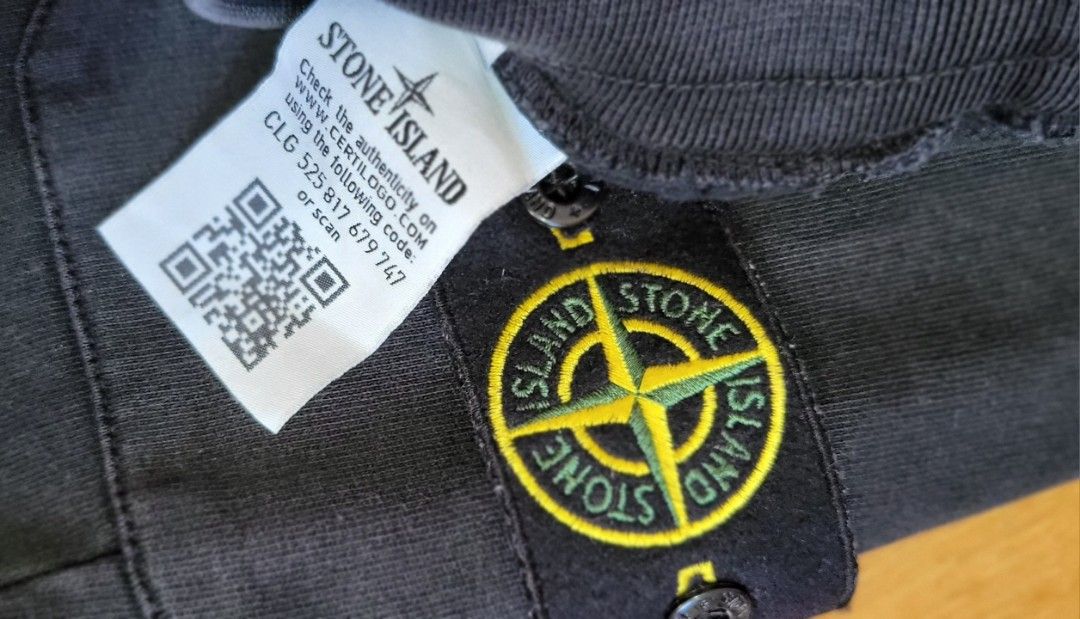 STONE ISLAND
Check the authenticity on
www.CERTILOGO.COM
using the following code:
CLG 525 817 679 747
or scan
STONE
ISLAND
STONE
ISLAND